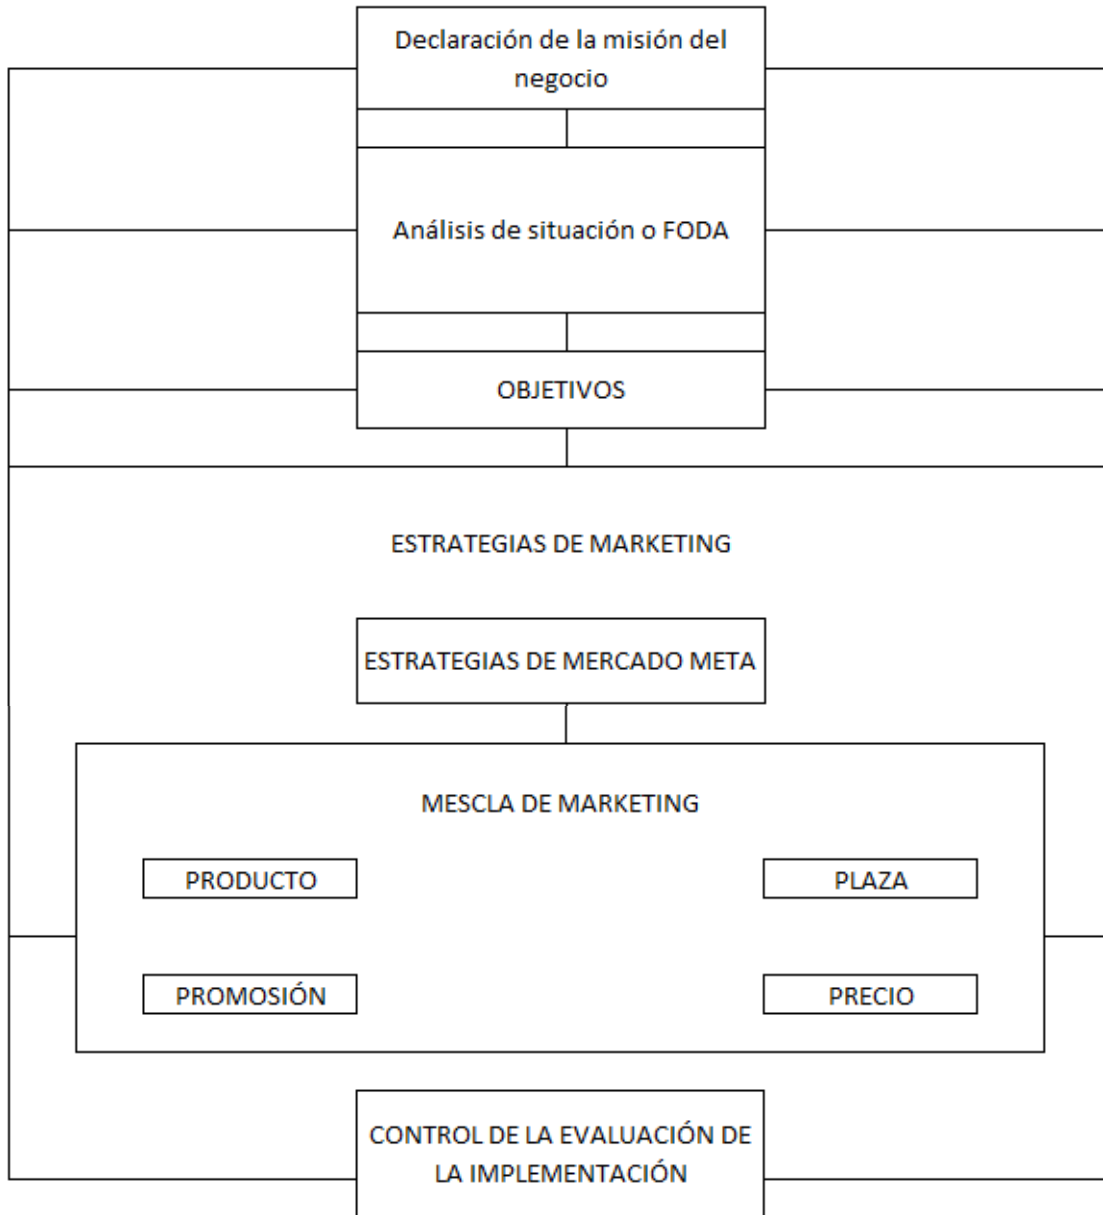 Declaración de la misión del
negocio
Análisis de situación o FODA
OBJETIVOS
ESTRATEGIAS DE MARKETING
ESTRATEGIAS DE MERCADO META
MESCLA DE MARKETING
PRODUCTO
PLAZA
PROMOSIÓN
PRECIO
CONTROL DE LA EVALUACIÓN DE
LA IMPLEMENTACIÓN